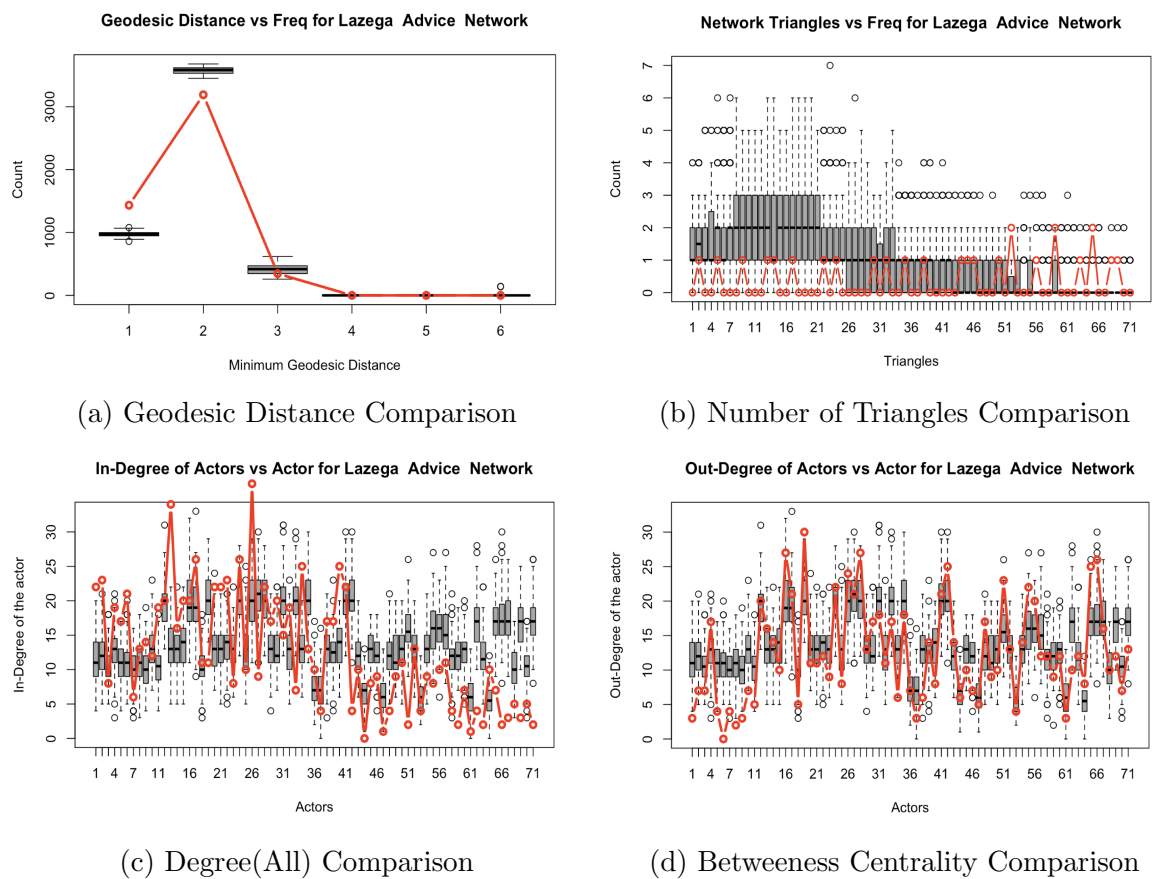 Geodesic Distance vs Freq for Lazega Advice Network
Count
0 1000 2000 3000
1 2 3 4 5 6
Minimum Geodesic Distance
(a) Geodesic Distance Comparison
Network Triangles vs Freq for Lazega Advice Network
Count
0 1 2 3 4 5 6 7
1 4 7 11 16 21 26 31 36 41 46 51 56 61 66 71
Triangles
(b) Number of Triangles Comparison
In-Degree of Actors vs Actor for Lazega Advice Network
In-Degree of the actor
0 5 10 15 20 25 30
1 4 7 11 16 21 26 31 36 41 46 51 56 61 66 71
Actors
(c) Degree(All) Comparison
Out-Degree of Actors vs Actor for Lazega Advice Network
Out-Degree of the actor
0 5 10 15 20 25 30
1 4 7 11 16 21 26 31 36 41 46 51 56 61 66 71
Actors
(d) Betweeness Centrality Comparison